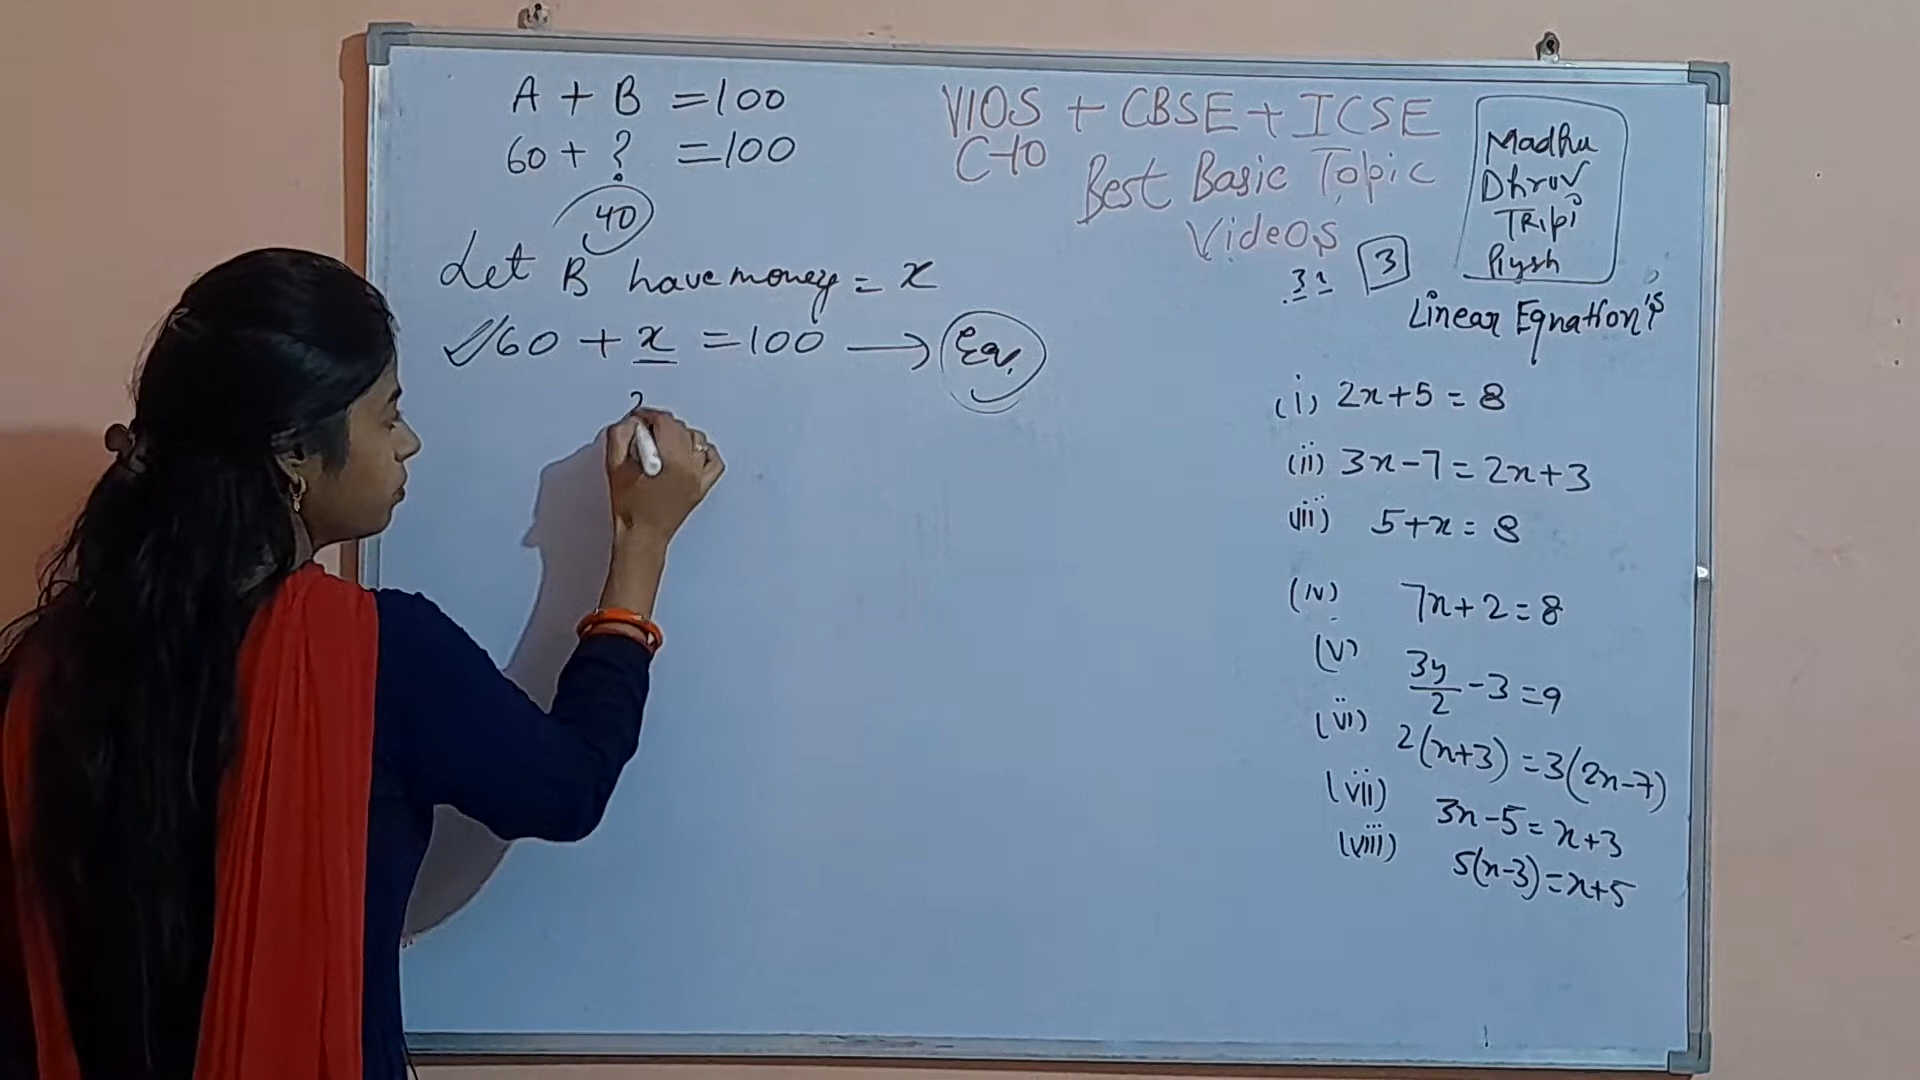 A + B = 100
60 + ? = 100
40
Let B have money = x
60 + x = 100 → Eq.
VIOS + CBSE + ICSE
C-10
Best Basic Topic
Videos
3
Madhu
Dhruv
TRipi
Piysh
Linear Equation's
(i) 2x+5 = 8
(ii) 3x-7 = 2x+3
(iii) 5+x = 8
(iv) 7x+2 = 8
(v) 3y/2 - 3 = 9
(vi) 2(x+3) = 3(2x-7)
(vii) 3x-5 = x+3
(viii) 5(x-3) = x+5